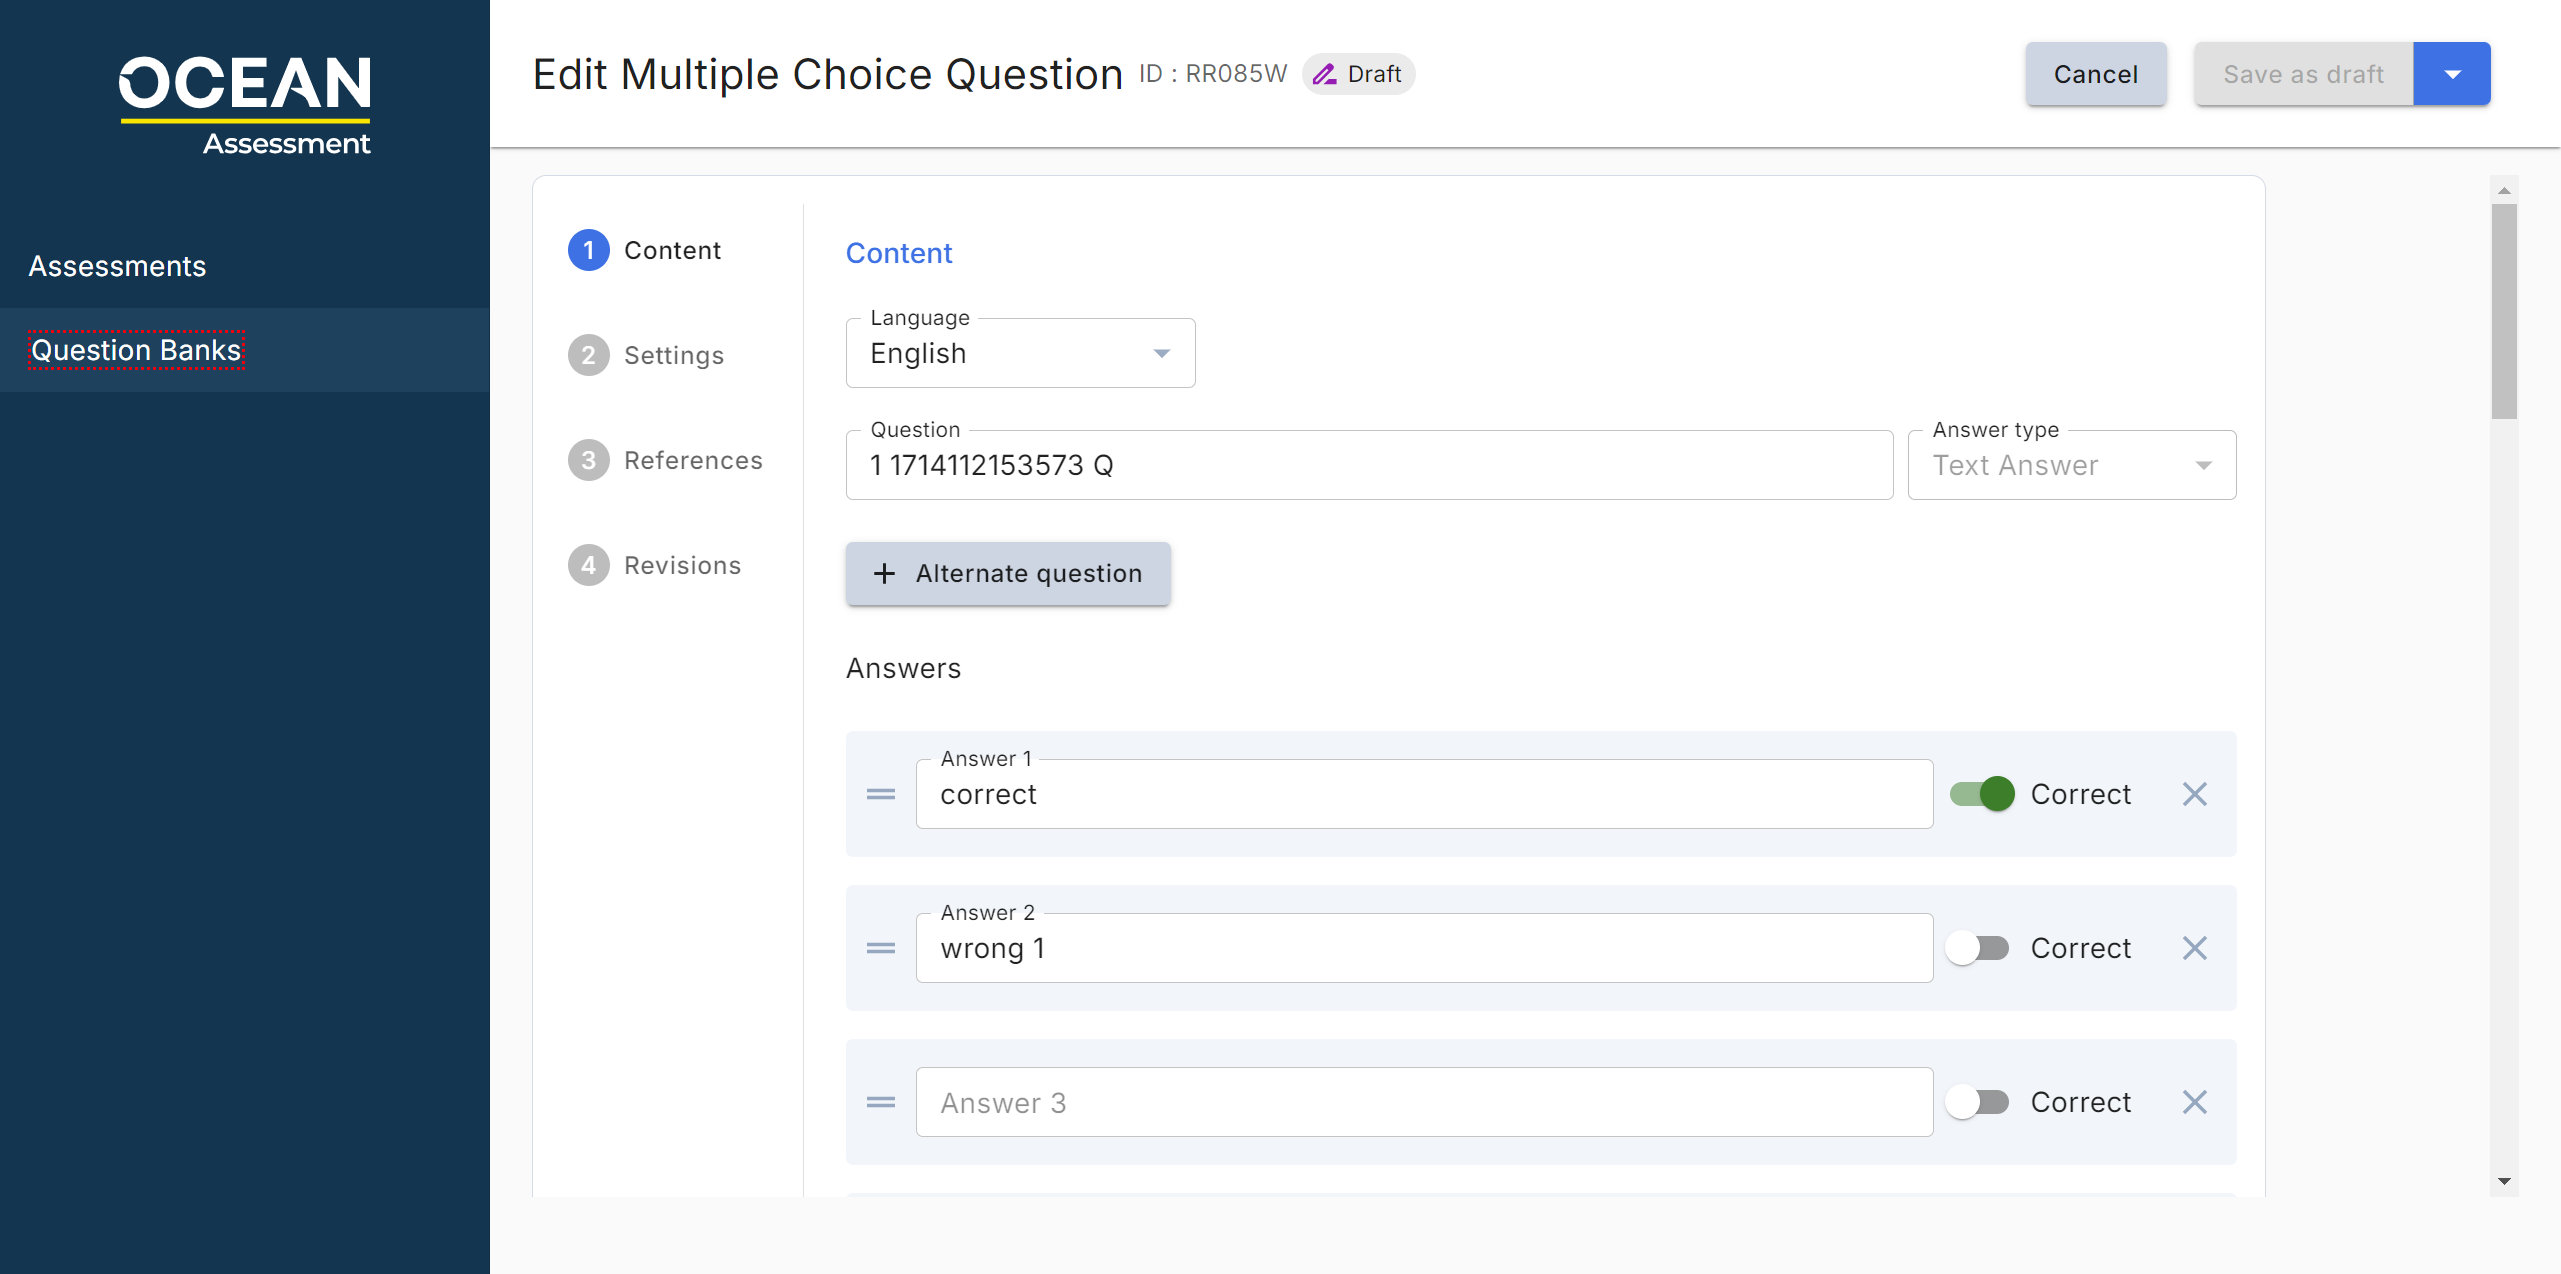 OCEAN
Assessment
Assessments
Question Banks
Edit Multiple Choice Question ID : RR085W Draft
Cancel
Save as draft
1 Content
2 Settings
3 References
4 Revisions
Content
Language
English
Question
1 1714112153573 Q
Answer type
Text Answer
Alternate question
Answers
Answer 1
correct
Correct
Answer 2
wrong 1
Correct
Answer 3
Correct